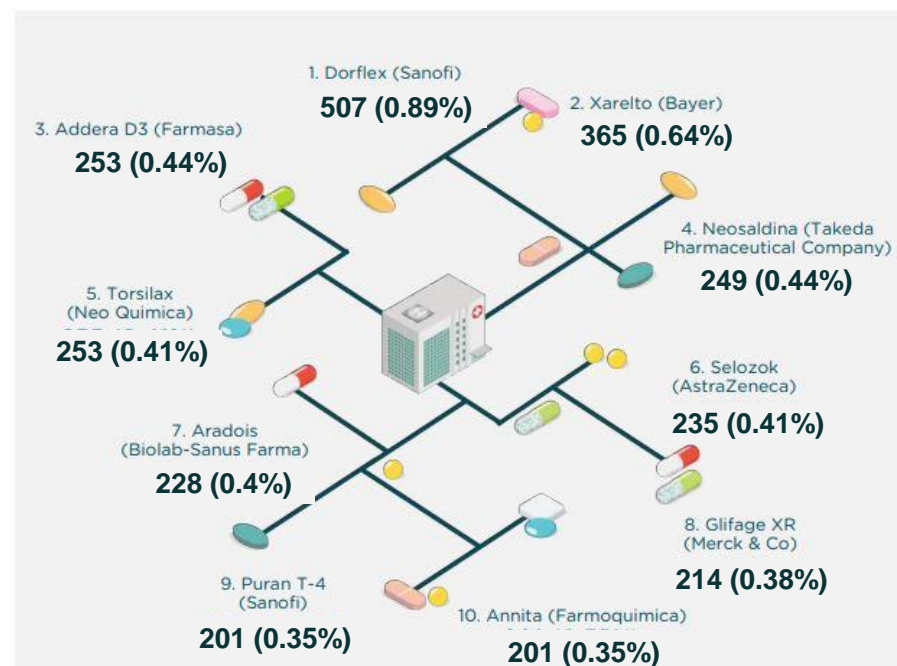 1. Dorflex (Sanofi)
507 (0.89%)
2. Xarelto (Bayer)
365 (0.64%)
3. Addera D3 (Farmasa)
253 (0.44%)
4. Neosaldina (Takeda
Pharmaceutical Company)
249 (0.44%)
5. Torsilax
(Neo Quimica)
253 (0.41%)
6. Selozok
(AstraZeneca)
235 (0.41%)
7. Aradois
(Biolab-Sanus Farma)
228 (0.4%)
8. Glifage XR
(Merck & Co)
214 (0.38%)
9. Puran T-4
(Sanofi)
201 (0.35%)
10. Annita (Farmoquimica)
201 (0.35%)